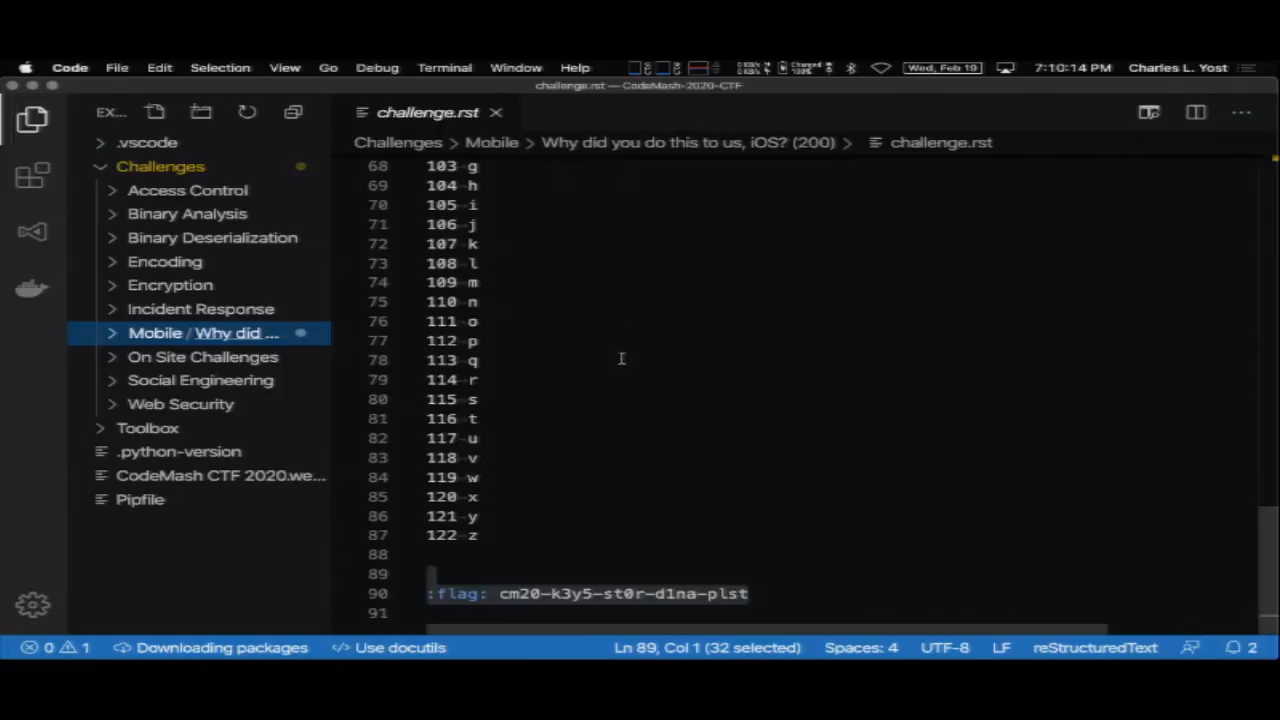 Code File Edit Selection View Go Debug Terminal Window Help Wed, Feb 19 7:10:14 PM Charles L. Yost
challenge.rst — CodeMash-2020-CTF
EX... challenge.rst
Challenges > Mobile > Why did you do this to us, iOS? (200) > challenge.rst
.vscode
Challenges
Access Control
Binary Analysis
Binary Deserialization
Encoding
Encryption
Incident Response
Mobile / Why did ...
On Site Challenges
Social Engineering
Web Security
Toolbox
.python-version
CodeMash CTF 2020.we...
Pipfile
68 103 g
69 104 h
70 105 i
71 106 j
72 107 k
73 108 l
74 109 m
75 110 n
76 111 o
77 112 p
78 113 q
79 114 r
80 115 s
81 116 t
82 117 u
83 118 v
84 119 w
85 120 x
86 121 y
87 122 z
88
89
90 :flag: cm20-k3y5-st0r-d1na-plst
91
0 1 Downloading packages </> Use docutils Ln 89, Col 1 (32 selected) Spaces: 4 UTF-8 LF reStructuredText 2